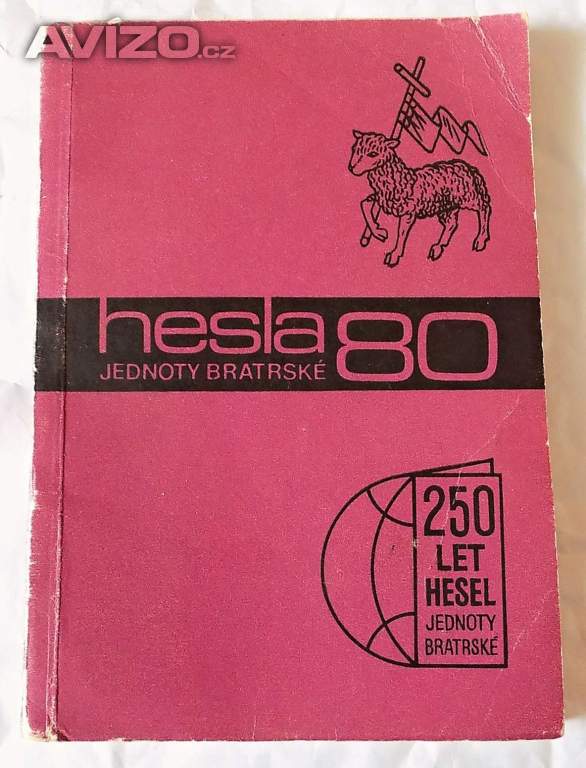 AVIZO.cz
hesla 80
JEDNOTY BRATRSKÉ
250
LET
HESEL
JEDNOTY
BRATRSKÉ